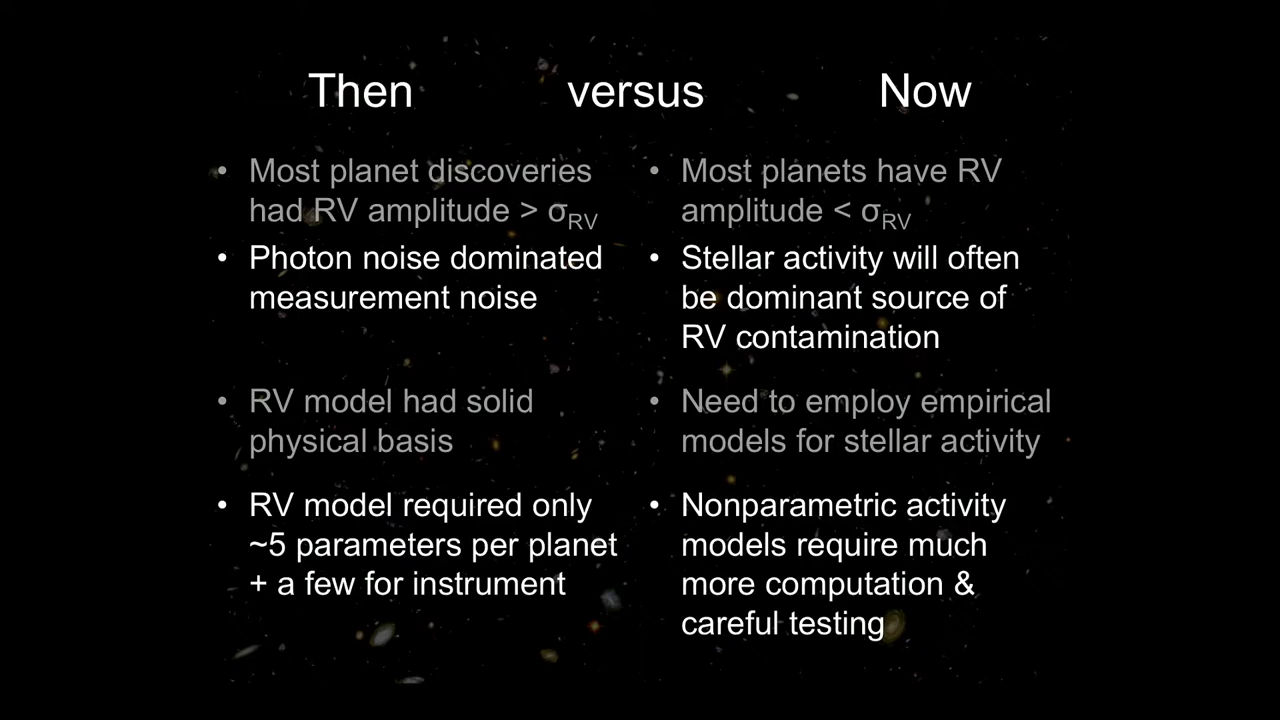 Then versus Now
• Most planet discoveries
had RV amplitude > σRV
• Photon noise dominated
measurement noise
• RV model had solid
physical basis
• RV model required only
~5 parameters per planet
+ a few for instrument
• Most planets have RV
amplitude < σRV
• Stellar activity will often
be dominant source of
RV contamination
• Need to employ empirical
models for stellar activity
• Nonparametric activity
models require much
more computation &
careful testing